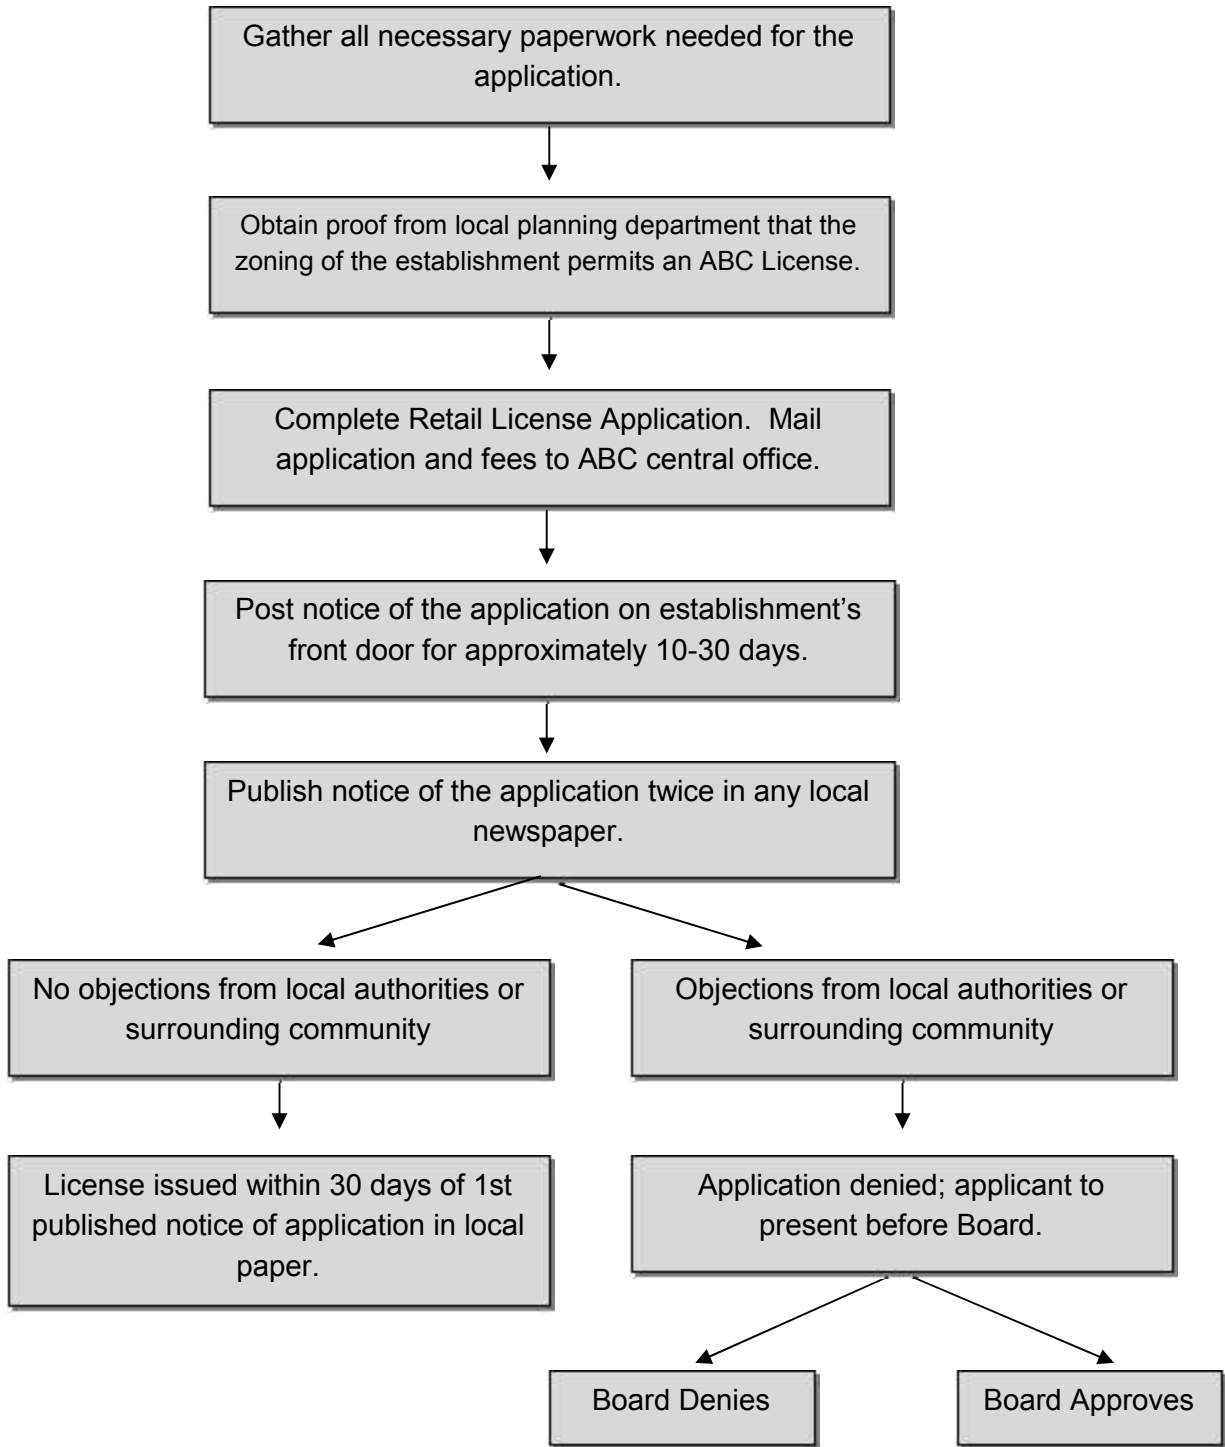 Gather all necessary paperwork needed for the
application.
Obtain proof from local planning department that the
zoning of the establishment permits an ABC License.
Complete Retail License Application.  Mail
application and fees to ABC central office.
Post notice of the application on establishment’s
front door for approximately 10-30 days.
Publish notice of the application twice in any local
newspaper.
No objections from local authorities or
surrounding community
Objections from local authorities or
surrounding community
License issued within 30 days of 1st
published notice of application in local
paper.
Application denied; applicant to
present before Board.
Board Denies
Board Approves